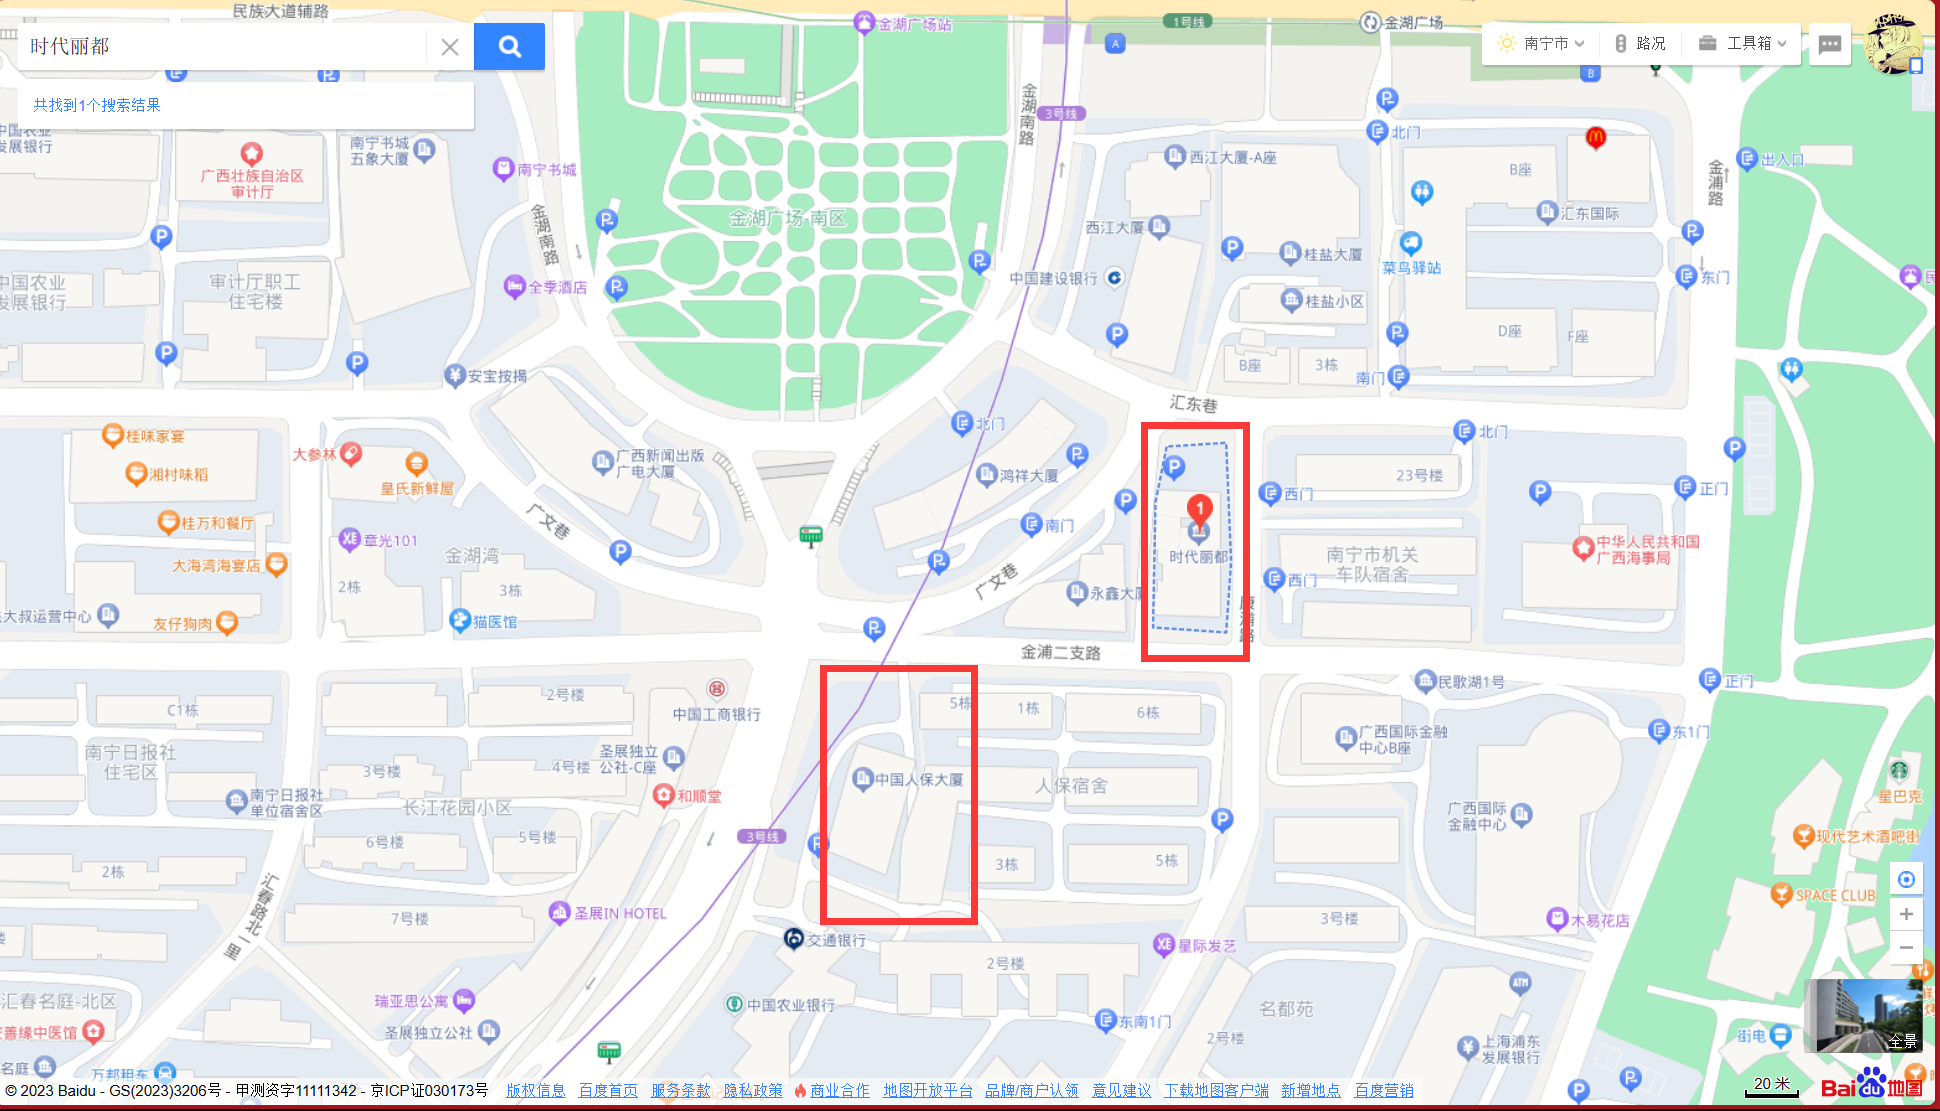 民族大道辅路
金湖广场站
1号线
金湖广场
时代丽都
南宁市
路况
工具箱
A
B
共找到1个搜索结果
3号线
金湖南路
中国农业
发展银行
广西壮族自治区
审计厅
南宁书城
五象大厦
南宁书城
北门
西江大厦-A座
B座
出入口
金浦路
金湖南路
金湖广场-南区
西江大厦
汇东国际
桂盐大厦
菜鸟驿站
中国农业
发展银行
审计厅职工
住宅楼
全季酒店
中国建设银行
东门
桂盐小区
D座
F座
B座
3栋
安宝按揭
南门
汇东巷
桂味家宴
湘村味稻
大参林
皇氏新鲜屋
广西新闻出版
广电大厦
北门
鸿祥大厦
北门
23号楼
西门
正门
1
桂万和餐厅
章光101
广文巷
南门
金湖湾
大海湾海宴店
2栋
3栋
时代丽都
南宁市机关
车队宿舍
中华人民共和国
广西海事局
西门
广文巷
永鑫大厦
康浦路
大叔运营中心
友仔狗肉
猫医馆
金浦二支路
C1栋
2号楼
中国工商银行
5栋
1栋
6栋
民歌湖1号
正门
南宁日报社
住宅区
3号楼
4号楼
圣展独立
公社-C座
中国人保大厦
人保宿舍
广西国际金融
中心B座
东1门
南宁日报社
单位宿舍区
长江花园小区
和顺堂
星巴克
广西国际
金融中心
3号线
6号楼
5号楼
现代艺术酒吧街
2栋
3栋
5栋
汇春路北一里
7号楼
圣展IN HOTEL
SPACE CLUB
3号楼
木易花店
交通银行
星际发艺
2号楼
汇春名庭-北区
瑞亚思公寓
中国农业银行
名都苑
ATM
善缘中医馆
圣展独立公社
东南1门
2号楼
上海浦东
发展银行
街电
全景
名庭
万邦租车
20 米
© 2023 Baidu - GS(2023)3206号 - 甲测资字11111342 - 京ICP证030173号 - 版权信息 百度首页 服务条款 隐私政策 商业合作 地图开放平台 品牌/商户认领 意见建议 下载地图客户端 新增地点 百度营销
Bai du 地图